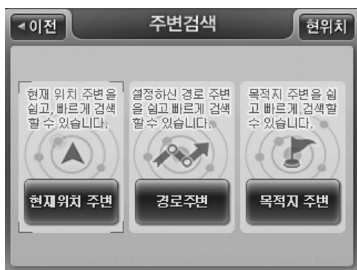 이전
주변검색
현위치
현재 위치 주변을
쉽고, 빠르게 검색
할 수 있습니다.
설정하신 경로 주변
을 쉽고 빠르게 검색
할 수 있습니다.
목적지 주변을 쉽
고 빠르게 검색할
수 있습니다.
현재위치 주변
경로주변
목적지 주변